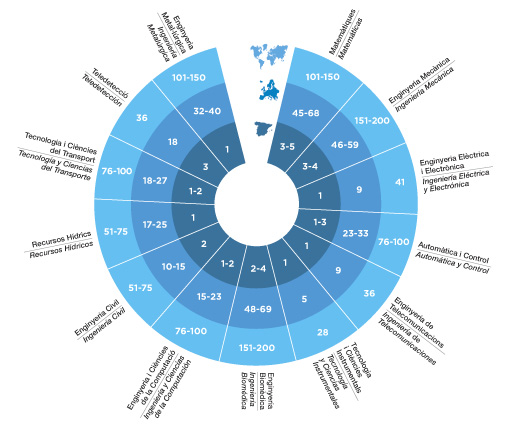 Matemàtiques
Matemáticas
101-150
45-68
3-5
Enginyeria Mecànica
Ingeniería Mecánica
151-200
46-59
3-4
Enginyeria Elèctrica
i Electrònica
Ingeniería Eléctrica
y Electrónica
41
9
1
Automàtica i Control
Automática y Control
76-100
23-33
1-3
Enginyeria de
Telecomunicacions
Ingeniería de
Telecomunicaciones
36
9
1
Tecnologia
i Ciències
Instrumentals
Tecnología
y Ciencias
Instrumentales
28
5
1
Enginyeria
Biomèdica
Ingeniería
Biomédica
151-200
48-69
2-4
Enginyeria i Ciències
de la Computació
Ingeniería y Ciencias
de la Computación
76-100
15-23
1-2
Enginyeria Civil
Ingeniería Civil
51-75
10-15
2
Recursos Hídrics
Recursos Hídricos
51-75
17-25
1
Tecnologia i Ciències
del Transport
Tecnología y Ciencias
del Transporte
76-100
18-27
1-2
Teledetecció
Teledetección
36
18
3
Enginyeria
Metal·lúrgica
Ingeniería
Metalúrgica
101-150
32-40
1